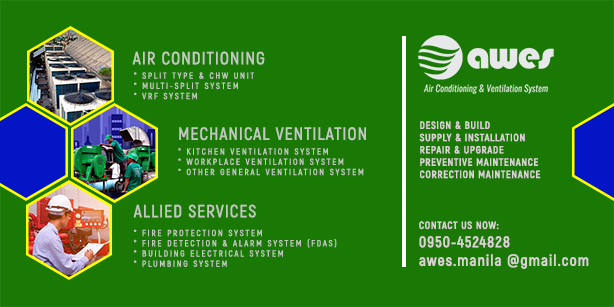 AIR CONDITIONING
* SPLIT TYPE & CHW UNIT
* MULTI-SPLIT SYSTEM
* VRF SYSTEM
MECHANICAL VENTILATION
* KITCHEN VENTILATION SYSTEM
* WORKPLACE VENTILATION SYSTEM
* OTHER GENERAL VENTILATION SYSTEM
ALLIED SERVICES
* FIRE PROTECTION SYSTEM
* FIRE DETECTION & ALARM SYSTEM (FDAS)
* BUILDING ELECTRICAL SYSTEM
* PLUMBING SYSTEM
awes
Air Conditioning & Ventilation System
DESIGN & BUILD
SUPPLY & INSTALLATION
REPAIR & UPGRADE
PREVENTIVE MAINTENANCE
CORRECTION MAINTENANCE
CONTACT US NOW:
0950-4524828
awes.manila @gmail.com